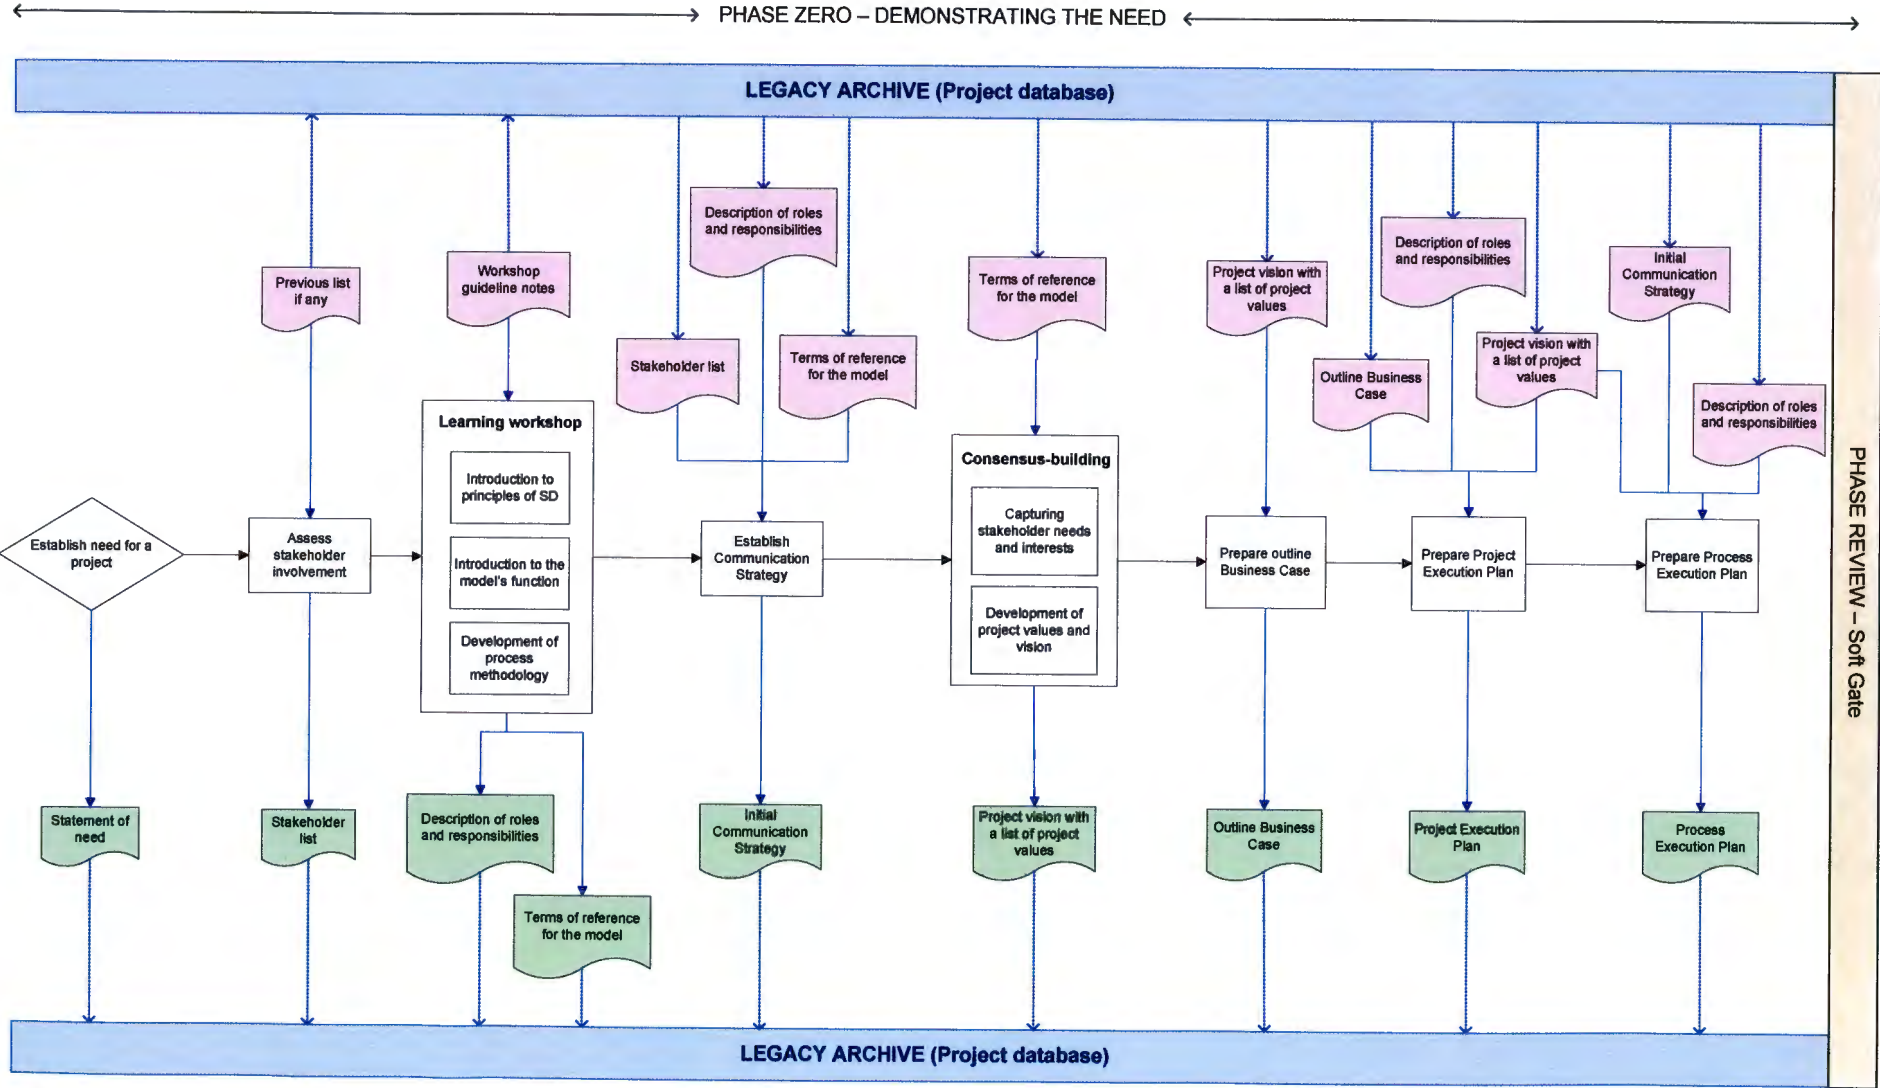 PHASE ZERO – DEMONSTRATING THE NEED
LEGACY ARCHIVE (Project database)
Description of roles
and responsibilities
Previous list
if any
Workshop
guideline notes
Stakeholder list
Terms of reference
for the model
Terms of reference
for the model
Project vision with
a list of project
values
Outline Business
Case
Description of roles
and responsibilities
Project vision with
a list of project
values
Initial
Communication
Strategy
Description of roles
and responsibilities
Establish need for a
project
Assess
stakeholder
involvement
Learning workshop
Introduction to
principles of SD
Introduction to the
model's function
Development of
process
methodology
Establish
Communication
Strategy
Consensus-building
Capturing
stakeholder needs
and interests
Development of
project values and
vision
Prepare outline
Business Case
Prepare Project
Execution Plan
Prepare Process
Execution Plan
PHASE REVIEW – Soft Gate
Statement of
need
Stakeholder
list
Description of roles
and responsibilities
Terms of reference
for the model
Initial
Communication
Strategy
Project vision with
a list of project
values
Outline Business
Case
Project Execution
Plan
Process
Execution Plan
LEGACY ARCHIVE (Project database)